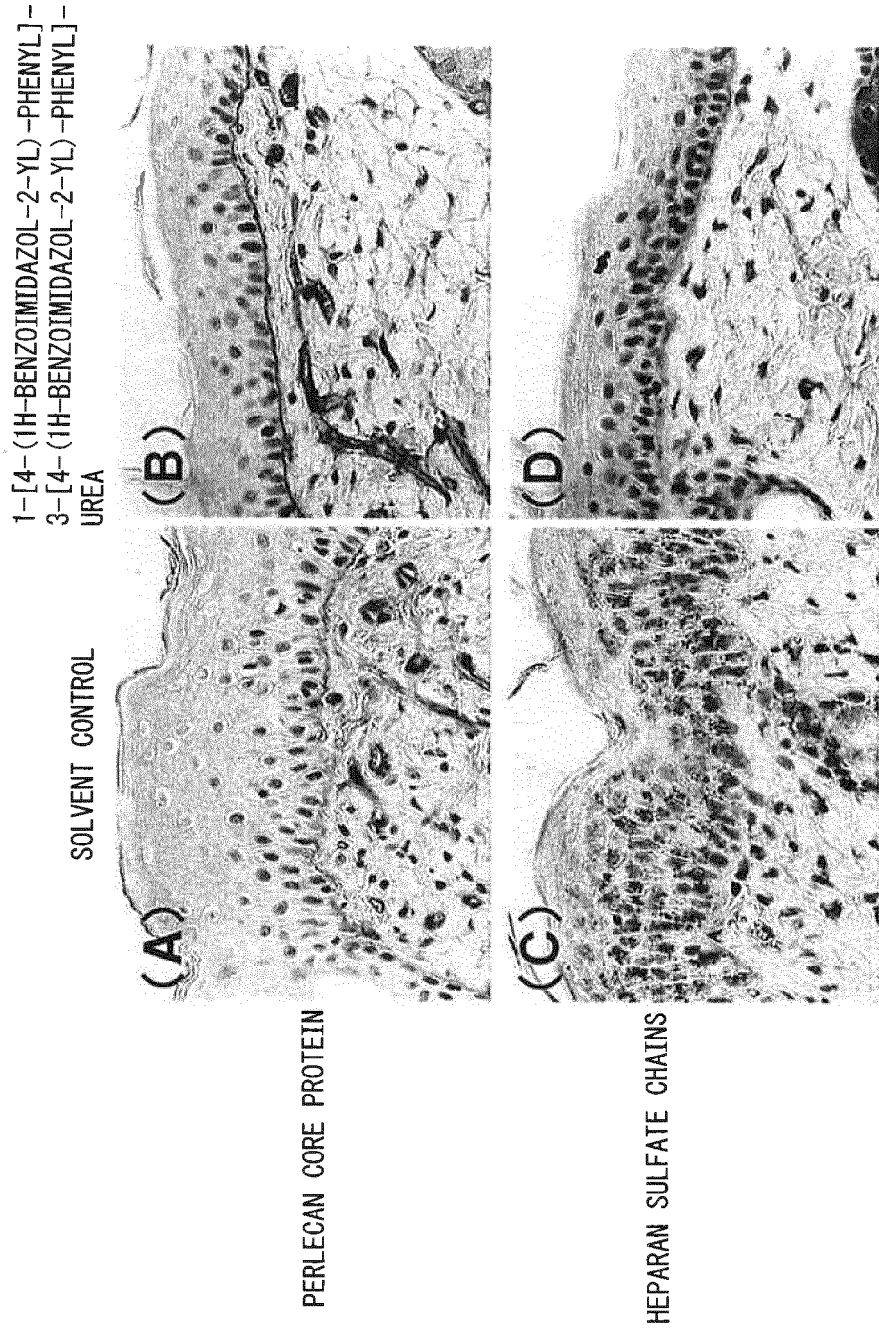 1-[4-(1H-BENZOIMIDAZOL-2-YL)-PHENYL]-
3-[4-(1H-BENZOIMIDAZOL-2-YL)-PHENYL]-
UREA
SOLVENT CONTROL
(A)
(B)
PERLECAN CORE PROTEIN
(C)
(D)
HEPARAN SULFATE CHAINS